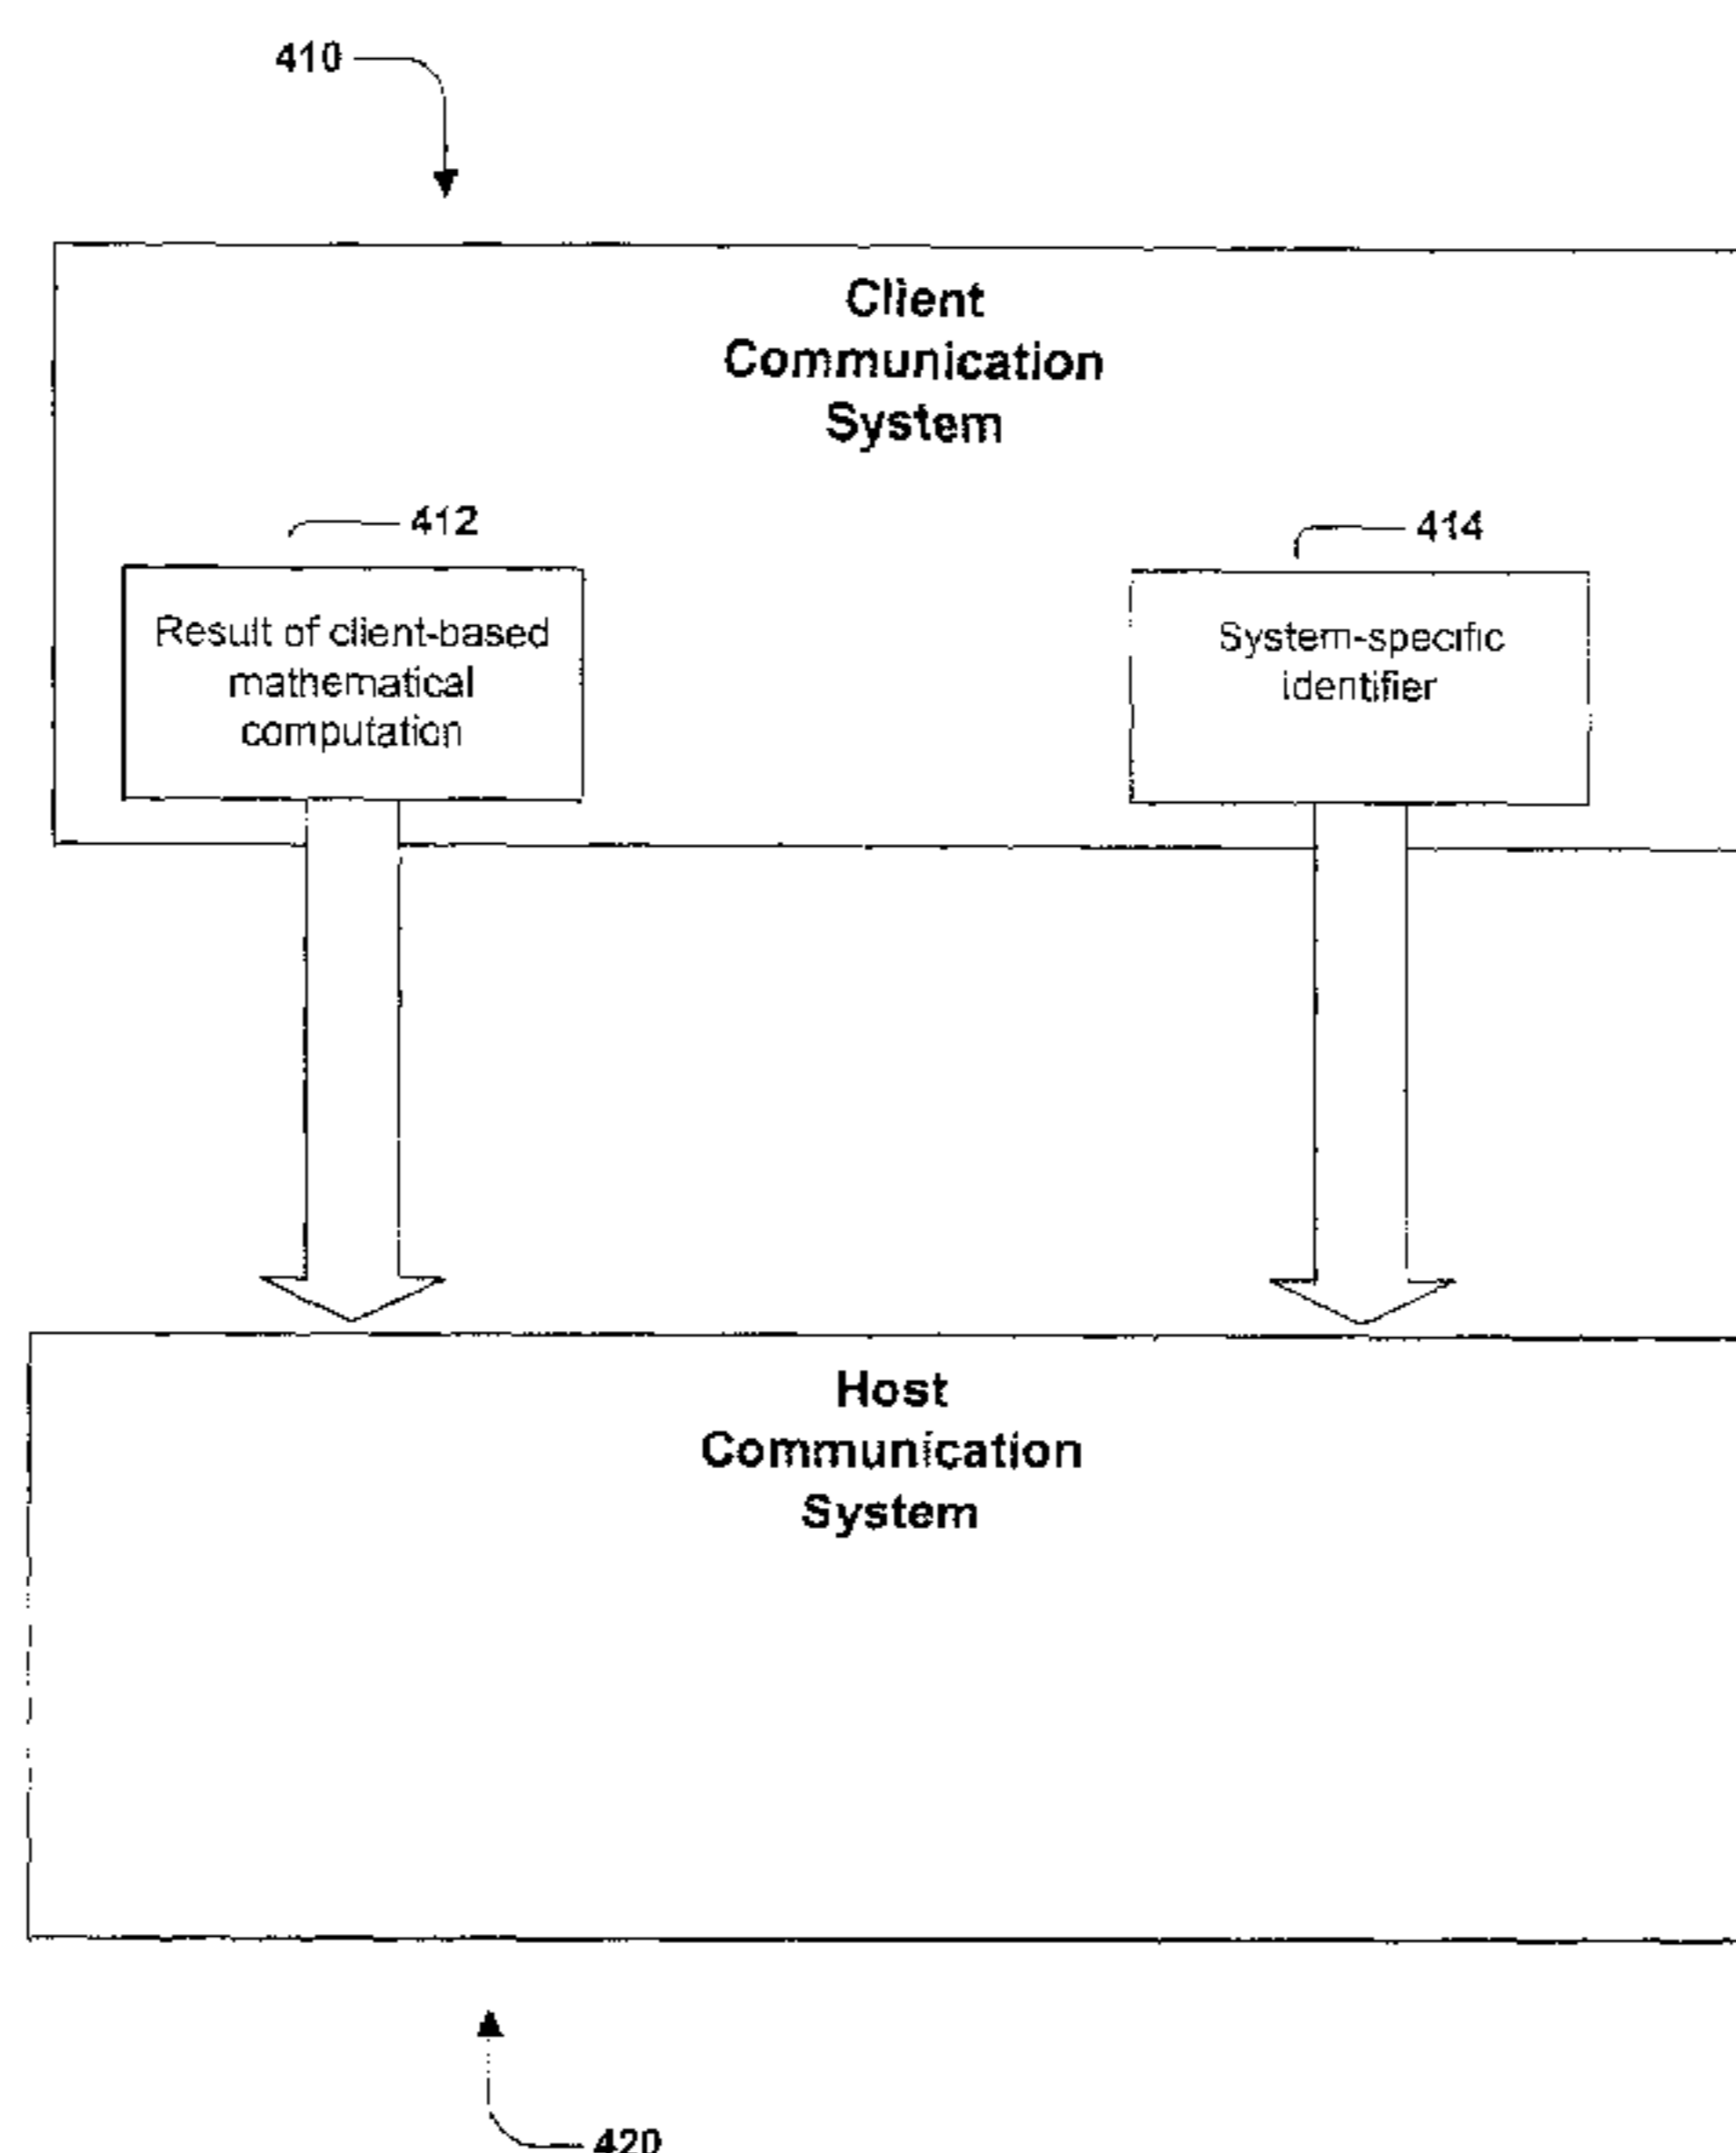 410
Client
Communication
System
412
414
Result of client-based
mathematical
computation
System-specific
identifier
Host
Communication
System
420